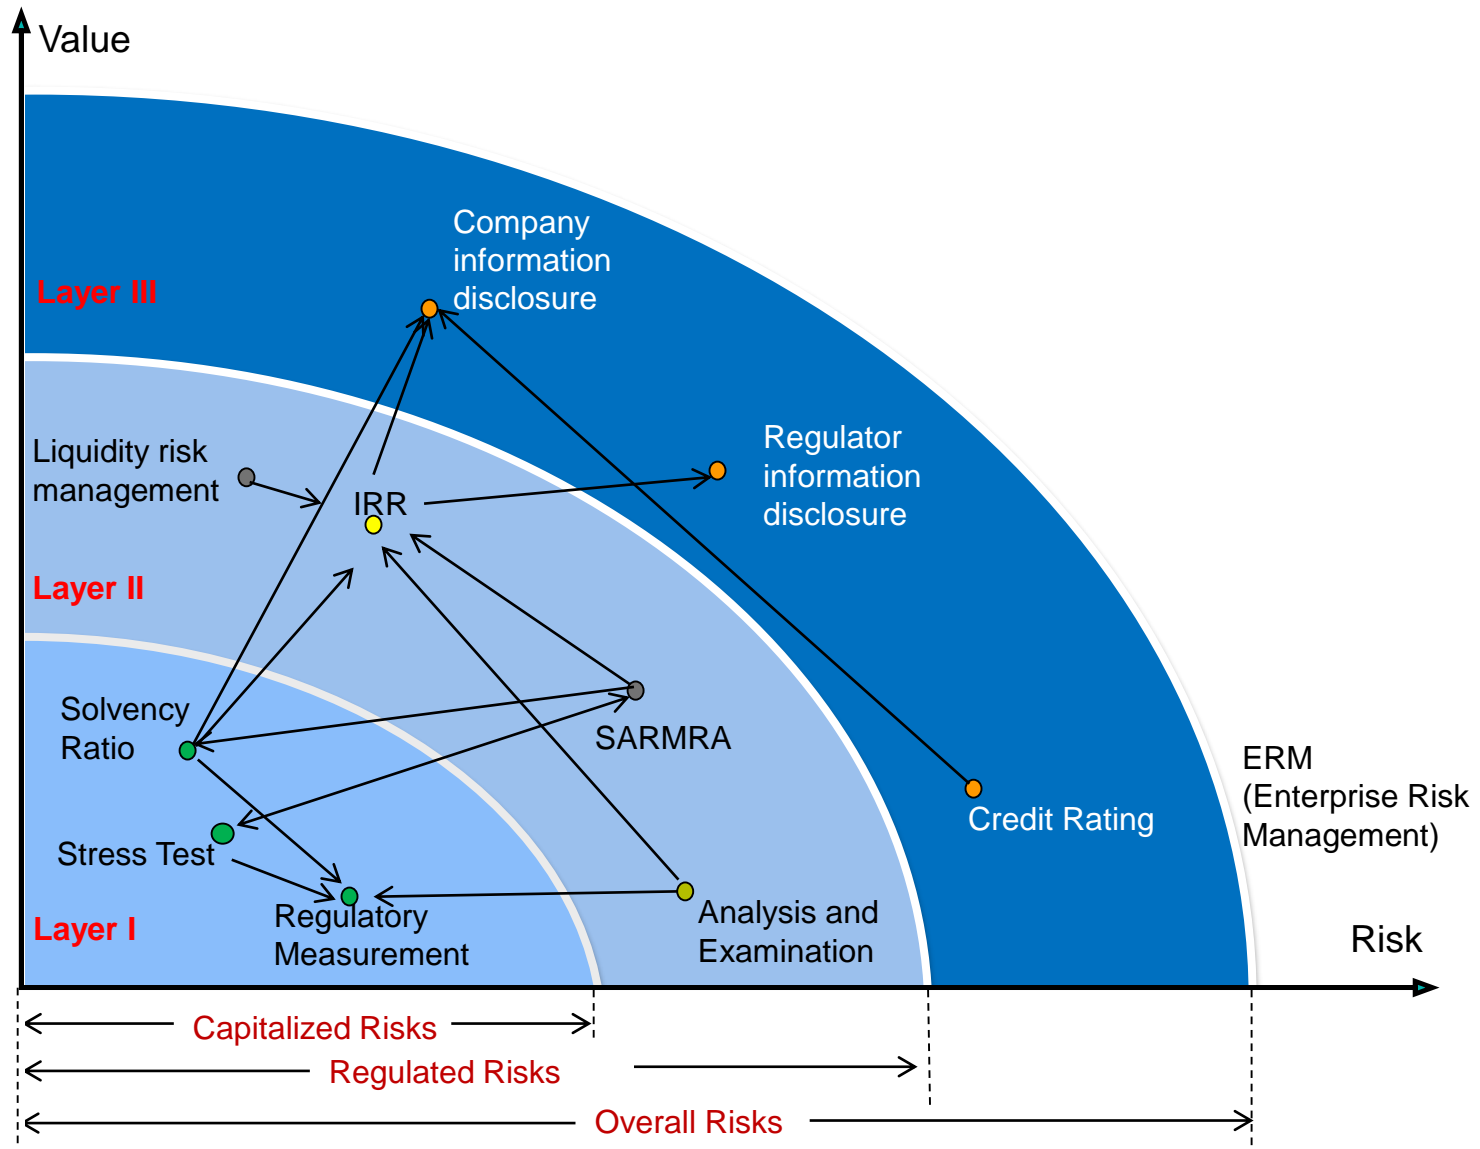 Value
Company
information
disclosure
Layer III
Regulator
information
disclosure
Liquidity risk
management
IRR
Layer II
Solvency
Ratio
SARMRA
ERM
(Enterprise Risk
Management)
Credit Rating
Stress Test
Regulatory
Measurement
Analysis and
Examination
Layer I
Risk
Capitalized Risks
Regulated Risks
Overall Risks